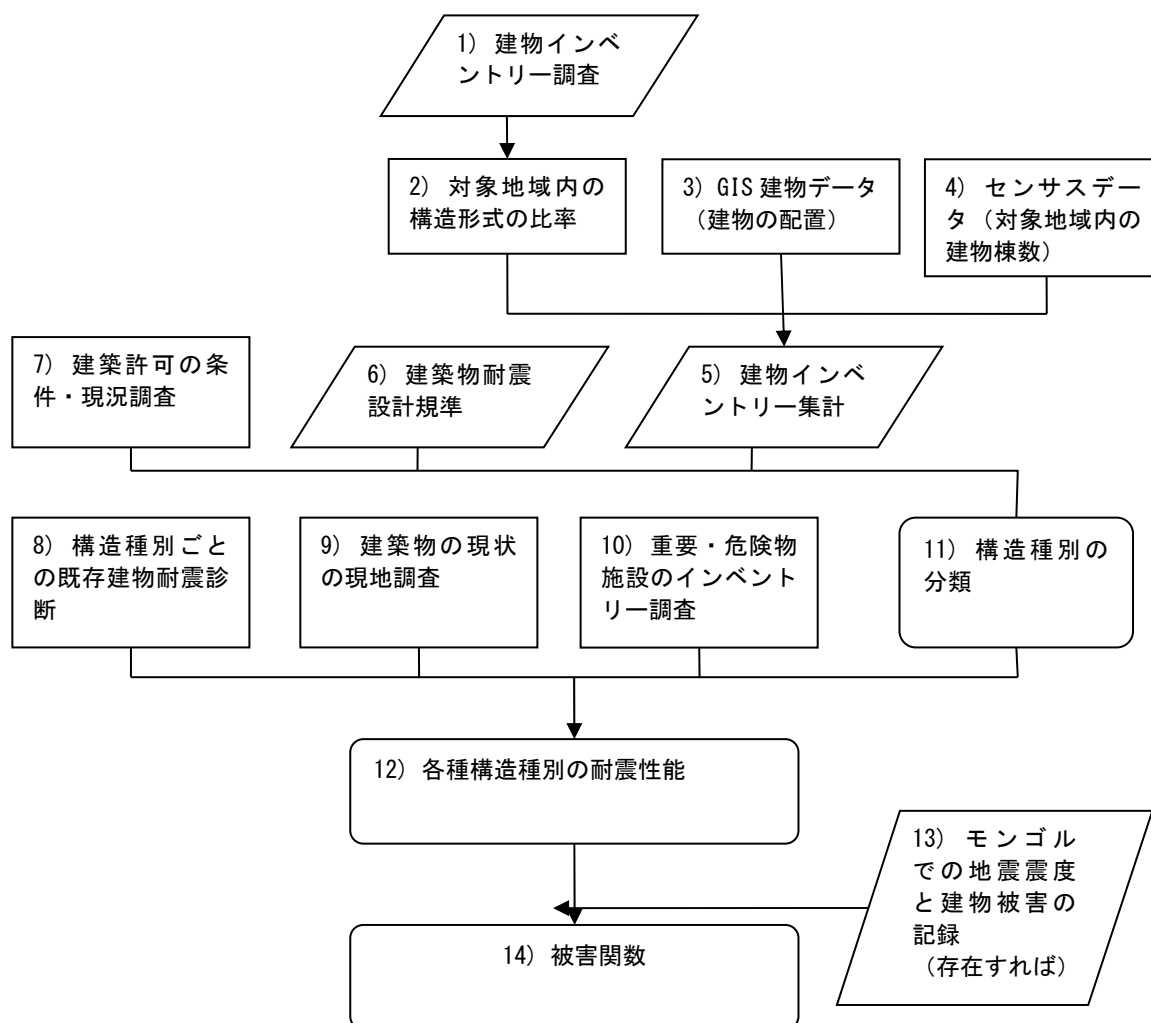 1) 建物インベ
ントリー調査
2) 対象地域内の
構造形式の比率
3) GIS 建物データ
（建物の配置）
4) センサスデー
タ（対象地域内の
建物棟数）
7) 建築許可の条
件・現況調査
6) 建築物耐震
設計規準
5) 建物インベ
ントリー集計
8) 構造種別ごと
の既存建物耐震診
断
9) 建築物の現状
の現地調査
10) 重要・危険物
施設のインベント
リー調査
11) 構造種別の
分類
12) 各種構造種別の耐震性能
13) モンゴル
での地震震度
と建物被害の
記録
（存在すれば）
14) 被害関数